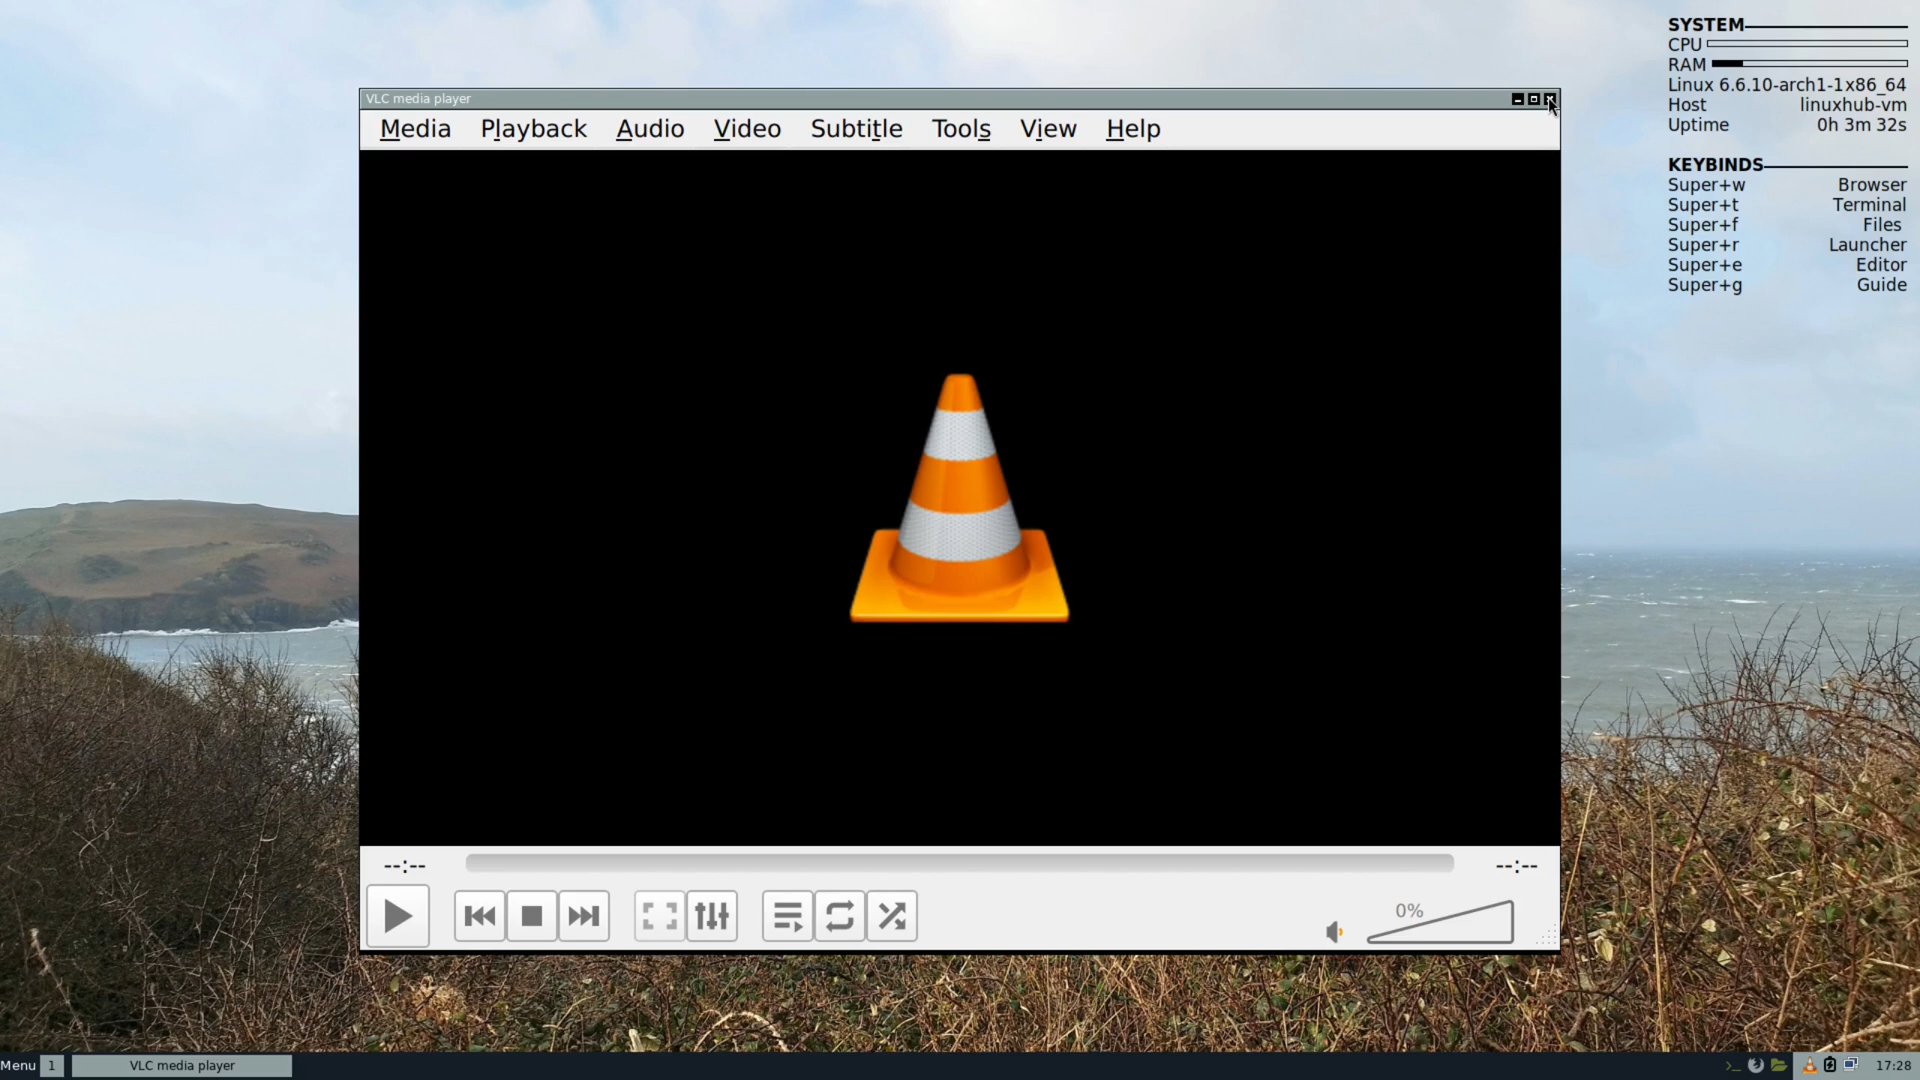 SYSTEM
CPU
RAM
Linux 6.6.10-arch1-1x86_64
Host linuxhub-vm
Uptime 0h 3m 32s
KEYBINDS
Super+w Browser
Super+t Terminal
Super+f Files
Super+r Launcher
Super+e Editor
Super+g Guide
VLC media player
Media Playback Audio Video Subtitle Tools View Help
--:-- --:--
0%
Menu 1 VLC media player 17:28